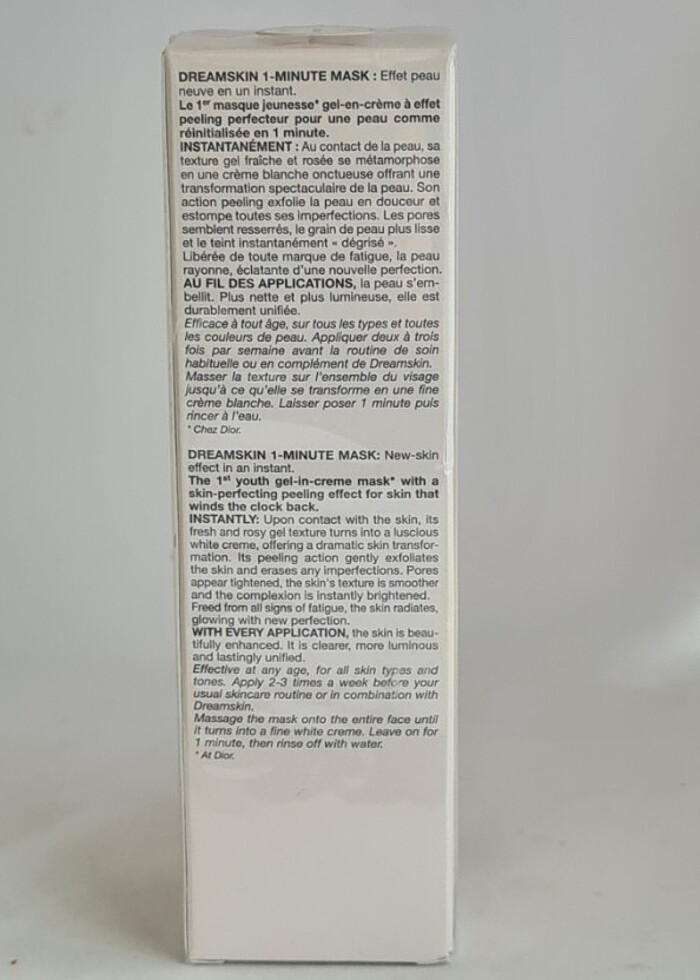 DREAMSKIN 1-MINUTE MASK : Effet peau
neuve en un instant.
Le 1er masque jeunesse* gel-en-crème à effet
peeling perfecteur pour une peau comme
réinitialisée en 1 minute.
INSTANTANÉMENT : Au contact de la peau, sa
texture gel fraîche et rosée se métamorphose
en une crème blanche onctueuse offrant une
transformation spectaculaire de la peau. Son
action peeling exfolie la peau en douceur et
estompe toutes ses imperfections. Les pores
semblent resserrés, le grain de peau plus lisse
et le teint instantanément « dégrisé ».
Libérée de toute marque de fatigue, la peau
rayonne, éclatante d'une nouvelle perfection.
AU FIL DES APPLICATIONS, la peau s'em-
bellit. Plus nette et plus lumineuse, elle est
durablement unifiée.
Efficace à tout âge, sur tous les types et toutes
les couleurs de peau. Appliquer deux à trois
fois par semaine avant la routine de soin
habituelle ou en complément de Dreamskin.
Masser la texture sur l'ensemble du visage
jusqu'à ce qu'elle se transforme en une fine
crème blanche. Laisser poser 1 minute puis
rincer à l'eau.
* Chez Dior.
DREAMSKIN 1-MINUTE MASK: New-skin
effect in an instant.
The 1st youth gel-in-creme mask* with a
skin-perfecting peeling effect for skin that
winds the clock back.
INSTANTLY: Upon contact with the skin, its
fresh and rosy gel texture turns into a luscious
white creme, offering a dramatic skin transfor-
mation. Its peeling action gently exfoliates
the skin and erases any imperfections. Pores
appear tightened, the skin's texture is smoother
and the complexion is instantly brightened.
Freed from all signs of fatigue, the skin radiates,
glowing with new perfection.
WITH EVERY APPLICATION, the skin is beau-
tifully enhanced. It is clearer, more luminous
and lastingly unified.
Effective at any age, for all skin types and
tones. Apply 2-3 times a week before your
usual skincare routine or in combination with
Dreamskin.
Massage the mask onto the entire face until
it turns into a fine white creme. Leave on for
1 minute, then rinse off with water.
* At Dior.